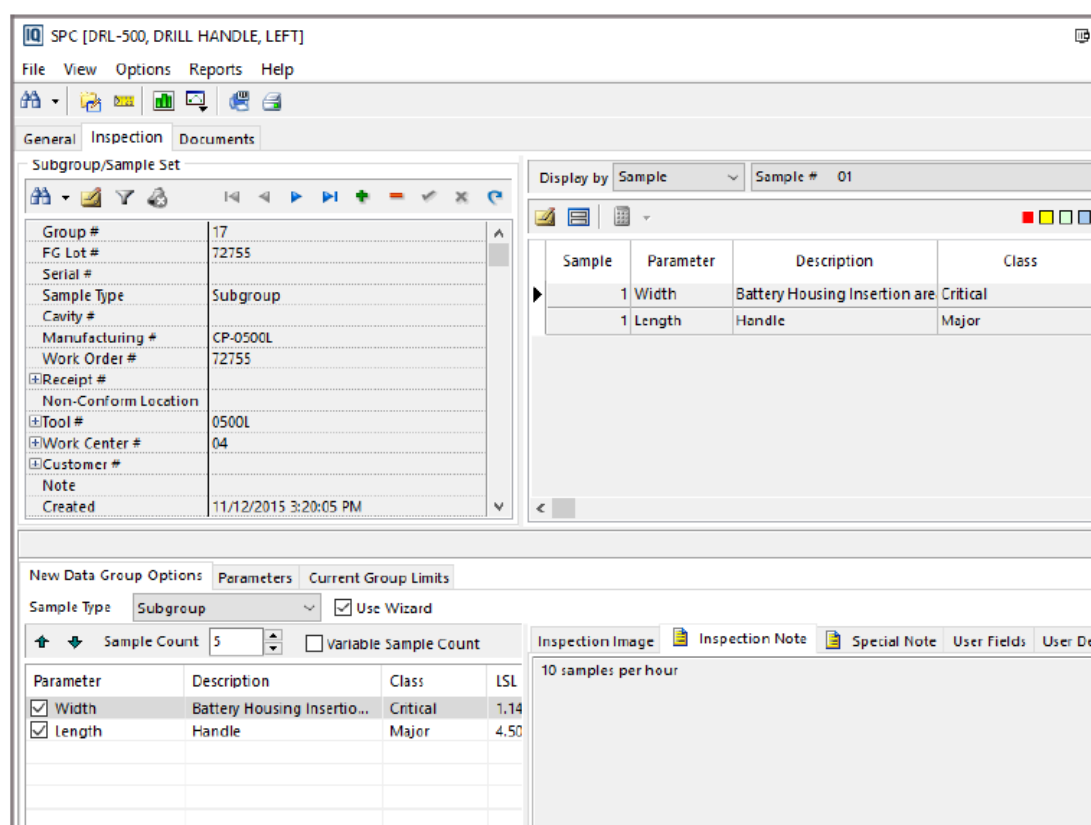 IQ SPC [DRL-500, DRILL HANDLE, LEFT]
File View Options Reports Help
General Inspection Documents
Subgroup/Sample Set
Group # 17
FG Lot # 72755
Serial #
Sample Type Subgroup
Cavity #
Manufacturing # CP-0500L
Work Order # 72755
Receipt #
Non-Conform Location
Tool # 0500L
Work Center # 04
Customer #
Note
Created 11/12/2015 3:20:05 PM
Display by Sample Sample # 01
Sample Parameter Description Class
1 Width Battery Housing Insertion are Critical
1 Length Handle Major
New Data Group Options Parameters Current Group Limits
Sample Type Subgroup Use Wizard
Sample Count 5 Variable Sample Count
Parameter Description Class LSL
Width Battery Housing Insertio... Critical 1.14
Length Handle Major 4.50
Inspection Image Inspection Note Special Note User Fields User De
10 samples per hour